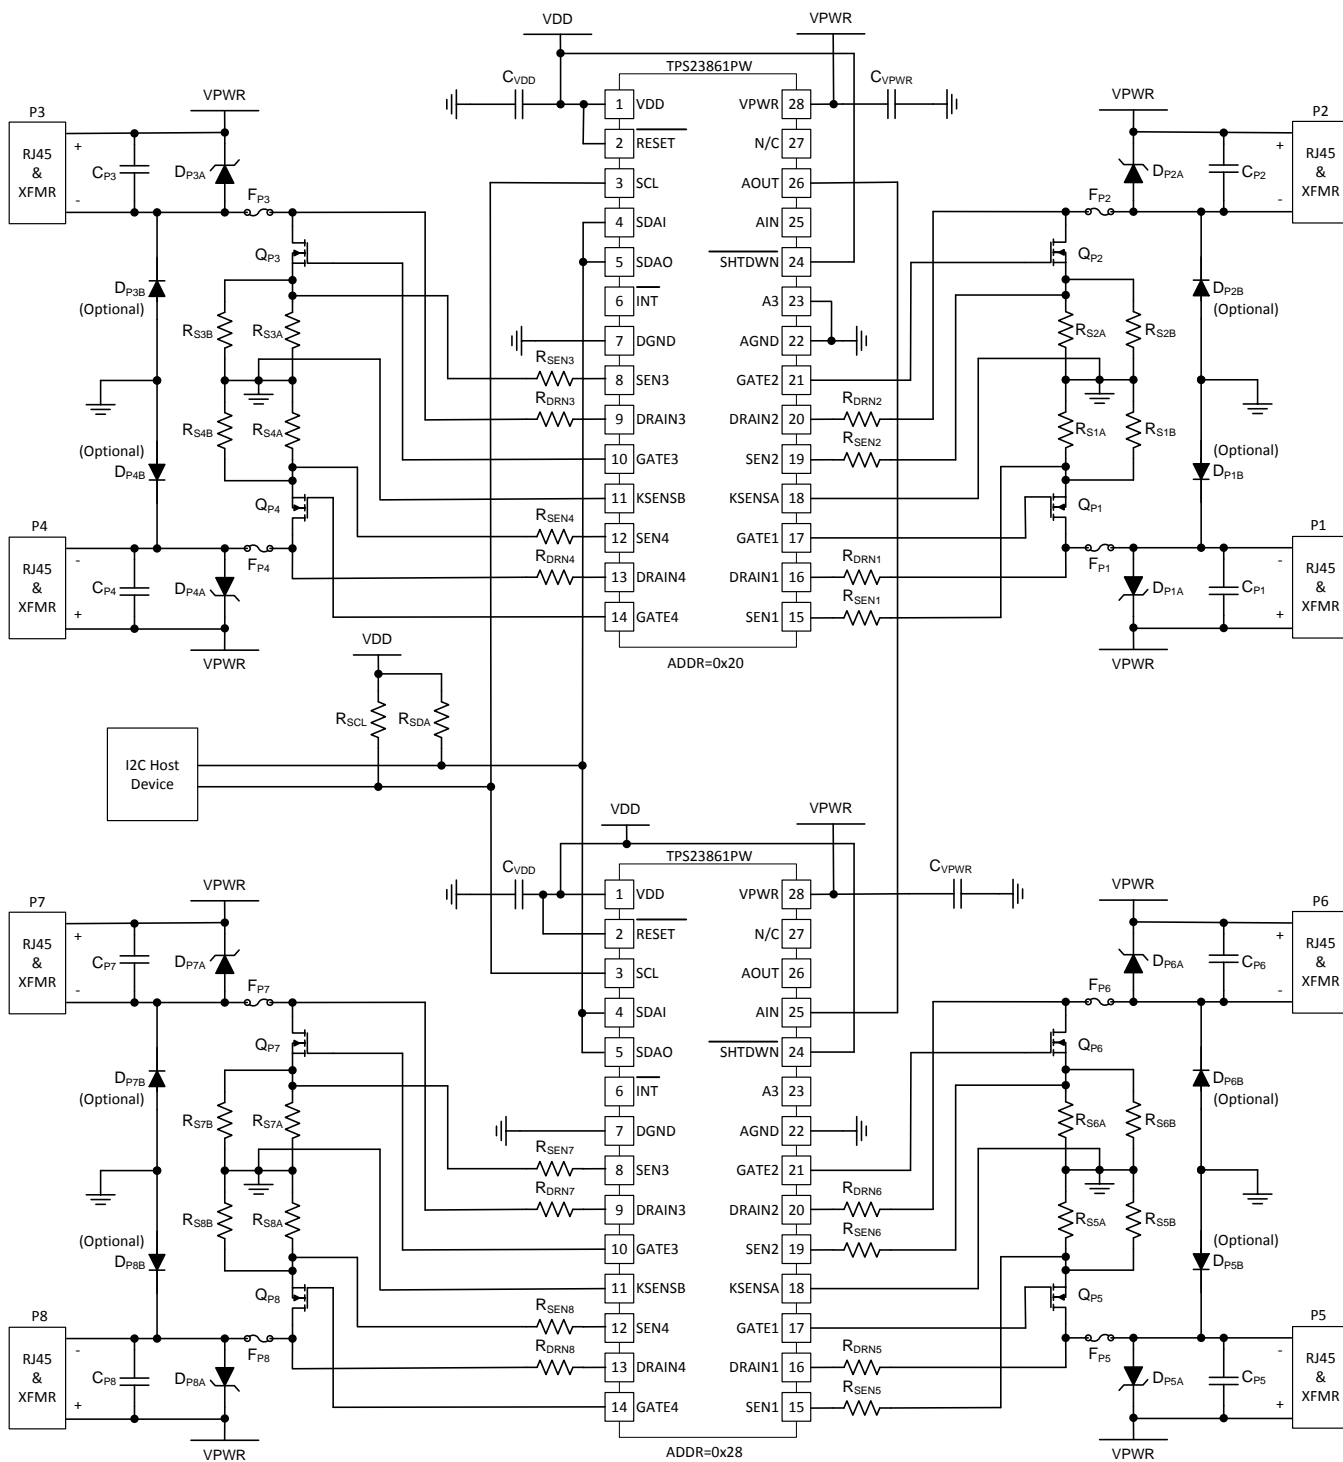 VDD
VPWR
TPS23861PW
CVDD
CVPWR
1 VDD
2 RESET
3 SCL
4 SDAI
5 SDAO
6 INT
7 DGND
8 SEN3
9 DRAIN3
10 GATE3
11 KSENSB
12 SEN4
13 DRAIN4
14 GATE4
VPWR 28
N/C 27
AOUT 26
AIN 25
SHTDWN 24
A3 23
AGND 22
GATE2 21
DRAIN2 20
SEN2 19
KSENSA 18
GATE1 17
DRAIN1 16
SEN1 15
ADDR=0x20
P3
RJ45
&
XFMR
+
-
VPWR
CP3
DP3A
FP3
QP3
DP3B
(Optional)
RS3B
RS3A
RSEN3
RDRN3
RS4B
RS4A
(Optional)
DP4B
QP4
RSEN4
RDRN4
P4
RJ45
&
XFMR
-
+
CP4
DP4A
FP4
VPWR
VPWR
P2
RJ45
&
XFMR
+
-
DP2A
CP2
FP2
QP2
DP2B
(Optional)
RS2A
RS2B
RDRN2
RSEN2
RS1A
RS1B
(Optional)
DP1B
QP1
RDRN1
RSEN1
P1
RJ45
&
XFMR
-
+
FP1
DP1A
CP1
VPWR
VDD
RSCL
RSDA
I2C Host
Device
VDD
VPWR
TPS23861PW
CVDD
CVPWR
1 VDD
2 RESET
3 SCL
4 SDAI
5 SDAO
6 INT
7 DGND
8 SEN3
9 DRAIN3
10 GATE3
11 KSENSB
12 SEN4
13 DRAIN4
14 GATE4
VPWR 28
N/C 27
AOUT 26
AIN 25
SHTDWN 24
A3 23
AGND 22
GATE2 21
DRAIN2 20
SEN2 19
KSENSA 18
GATE1 17
DRAIN1 16
SEN1 15
ADDR=0x28
P7
RJ45
&
XFMR
+
-
VPWR
CP7
DP7A
FP7
QP7
DP7B
(Optional)
RS7B
RS7A
RSEN7
RDRN7
RS8B
RS8A
(Optional)
DP8B
QP8
RSEN8
RDRN8
P8
RJ45
&
XFMR
-
+
CP8
DP8A
FP8
VPWR
VPWR
P6
RJ45
&
XFMR
+
-
DP6A
CP6
FP6
QP6
DP6B
(Optional)
RS6A
RS6B
RDRN6
RSEN6
RS5A
RS5B
(Optional)
DP5B
QP5
RDRN5
RSEN5
P5
RJ45
&
XFMR
-
+
FP5
DP5A
CP5
VPWR